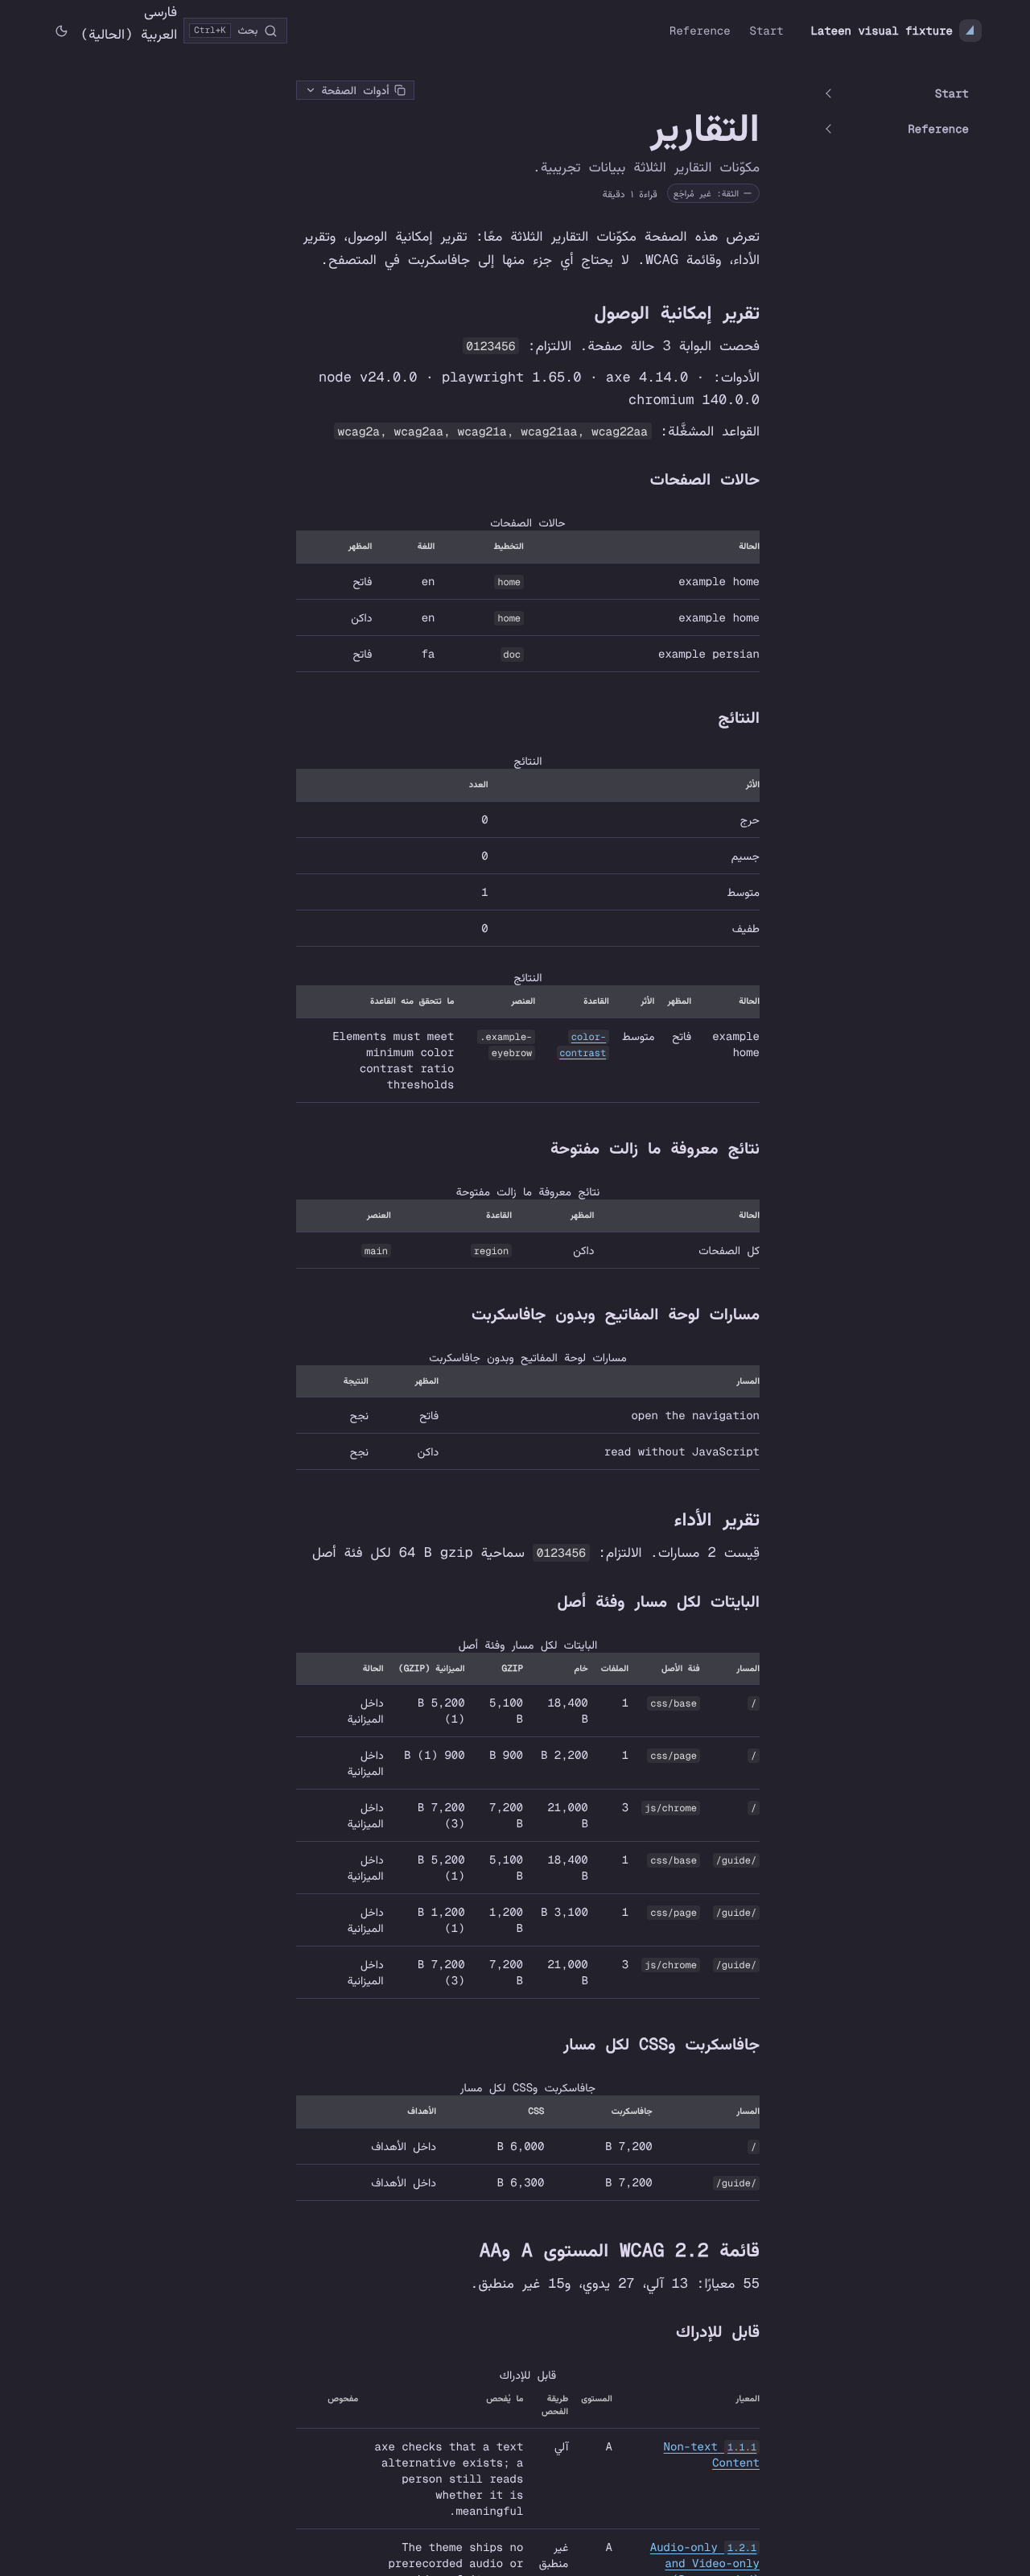 Lateen visual fixture
Start
Reference
بحث Ctrl+K
فارسی
العربية (الحالية)
Start
Reference
أدوات الصفحة
التقارير
مكوّنات التقارير الثلاثة ببيانات تجريبية.
— الثقة: غير مُراجَع
قراءة ١ دقيقة
تعرض هذه الصفحة مكوّنات التقارير الثلاثة معًا: تقرير إمكانية الوصول، وتقرير
الأداء، وقائمة WCAG. لا يحتاج أي جزء منها إلى جافاسكربت في المتصفح.
تقرير إمكانية الوصول
فحصت البوابة 3 حالة صفحة. الالتزام: 0123456
الأدوات: node v24.0.0 · playwright 1.65.0 · axe 4.14.0 ·
chromium 140.0.0
القواعد المشغَّلة: wcag2a, wcag2aa, wcag21a, wcag21aa, wcag22aa
حالات الصفحات
حالات الصفحات
الحالة التخطيط اللغة المظهر
example home home en فاتح
example home home en داكن
example persian doc fa فاتح
النتائج
النتائج
الأثر العدد
حرج 0
جسيم 0
متوسط 1
طفيف 0
النتائج
الحالة المظهر الأثر القاعدة العنصر ما تتحقق منه القاعدة
example فاتح متوسط color- .example- Elements must meet
home contrast eyebrow minimum color
contrast ratio
thresholds
نتائج معروفة ما زالت مفتوحة
نتائج معروفة ما زالت مفتوحة
الحالة المظهر القاعدة العنصر
كل الصفحات داكن region main
مسارات لوحة المفاتيح وبدون جافاسكربت
مسارات لوحة المفاتيح وبدون جافاسكربت
المسار المظهر النتيجة
open the navigation فاتح نجح
read without JavaScript داكن نجح
تقرير الأداء
قِيست 2 مسارات. الالتزام: 0123456 سماحية 64 B gzip لكل فئة أصل
البايتات لكل مسار وفئة أصل
البايتات لكل مسار وفئة أصل
المسار فئة الأصل الملفات خام GZIP الميزانية (GZIP) الحالة
/ css/base 1 18,400 5,100 B 5,200 داخل
B B (1) الميزانية
/ css/page 1 B 2,200 B 900 B (1) 900 داخل
الميزانية
/ js/chrome 3 21,000 7,200 B 7,200 داخل
B B (3) الميزانية
/guide/ css/base 1 18,400 5,100 B 5,200 داخل
B B (1) الميزانية
/guide/ css/page 1 B 3,100 1,200 B 1,200 داخل
B (1) الميزانية
/guide/ js/chrome 3 21,000 7,200 B 7,200 داخل
B B (3) الميزانية
جافاسكربت وCSS لكل مسار
جافاسكربت وCSS لكل مسار
المسار جافاسكربت CSS الأهداف
/ B 7,200 B 6,000 داخل الأهداف
/guide/ B 7,200 B 6,300 داخل الأهداف
قائمة WCAG 2.2 المستوى A وAA
55 معيارًا: 13 آلي، 27 يدوي، و15 غير منطبق.
قابل للإدراك
قابل للإدراك
المعيار المستوى طريقة ما يُفحص مفحوص
الفحص
1.1.1 Non-text A آلي axe checks that a text
Content alternative exists; a
person still reads
whether it is
meaningful.
1.2.1 Audio-only A غير The theme ships no
and Video-only منطبق prerecorded audio or